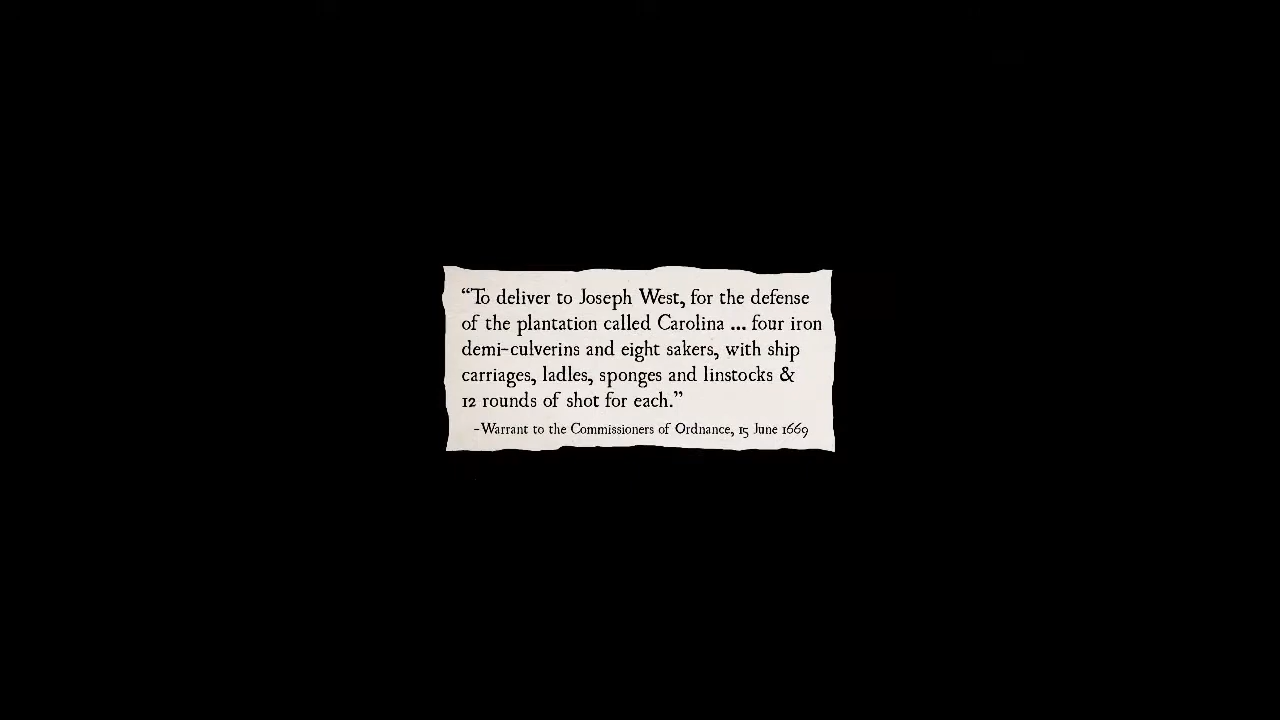 “To deliver to Joseph West, for the defense
of the plantation called Carolina ... four iron
demi-culverins and eight sakers, with ship
carriages, ladles, sponges and linstocks &
12 rounds of shot for each.”
-Warrant to the Commissioners of Ordnance, 15 June 1669